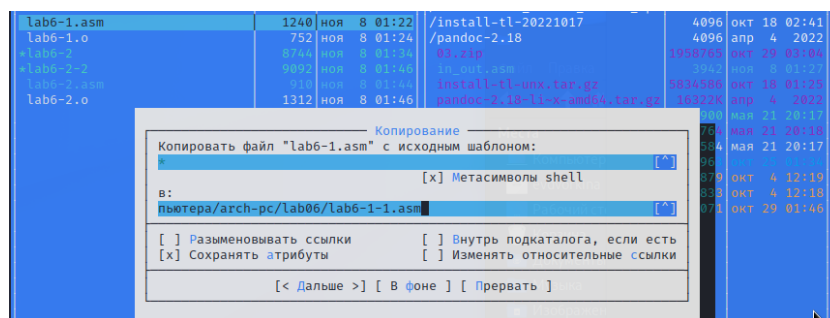 lab6-1.asm 1240 ноя 8 01:22 /install-tl-20221017 4096 окт 18 02:41
lab6-1.o 752 ноя 8 01:24 /pandoc-2.18 4096 апр 4 2022
*lab6-2 8744 ноя 8 01:34 03.zip 1958765 окт 29 03:04
*lab6-2-2 9092 ноя 8 01:46 in_out.asm 3942 ноя 8 01:27
lab6-2.asm 910 ноя 8 01:44 install-tl-unx.tar.gz 5834586 окт 18 01:25
lab6-2.o 1312 ноя 8 01:46 pandoc-2.18-li~x-amd64.tar.gz 16322K апр 4 2022
900 мая 21 20:17
Копирование
764 мая 21 20:18
Копировать файл "lab6-1.asm" с исходным шаблоном:
584 мая 21 20:17
* [^]
[x] Метасимволы shell
879 окт 4 12:19
в:
833 окт 4 12:18
пьютера/arch-pc/lab06/lab6-1-1.asm [^]
071 окт 29 01:46
[ ] Разыменовывать ссылки [ ] Внутрь подкаталога, если есть
[x] Сохранять атрибуты [ ] Изменять относительные ссылки
[< Дальше >] [ В фоне ] [ Прервать ]